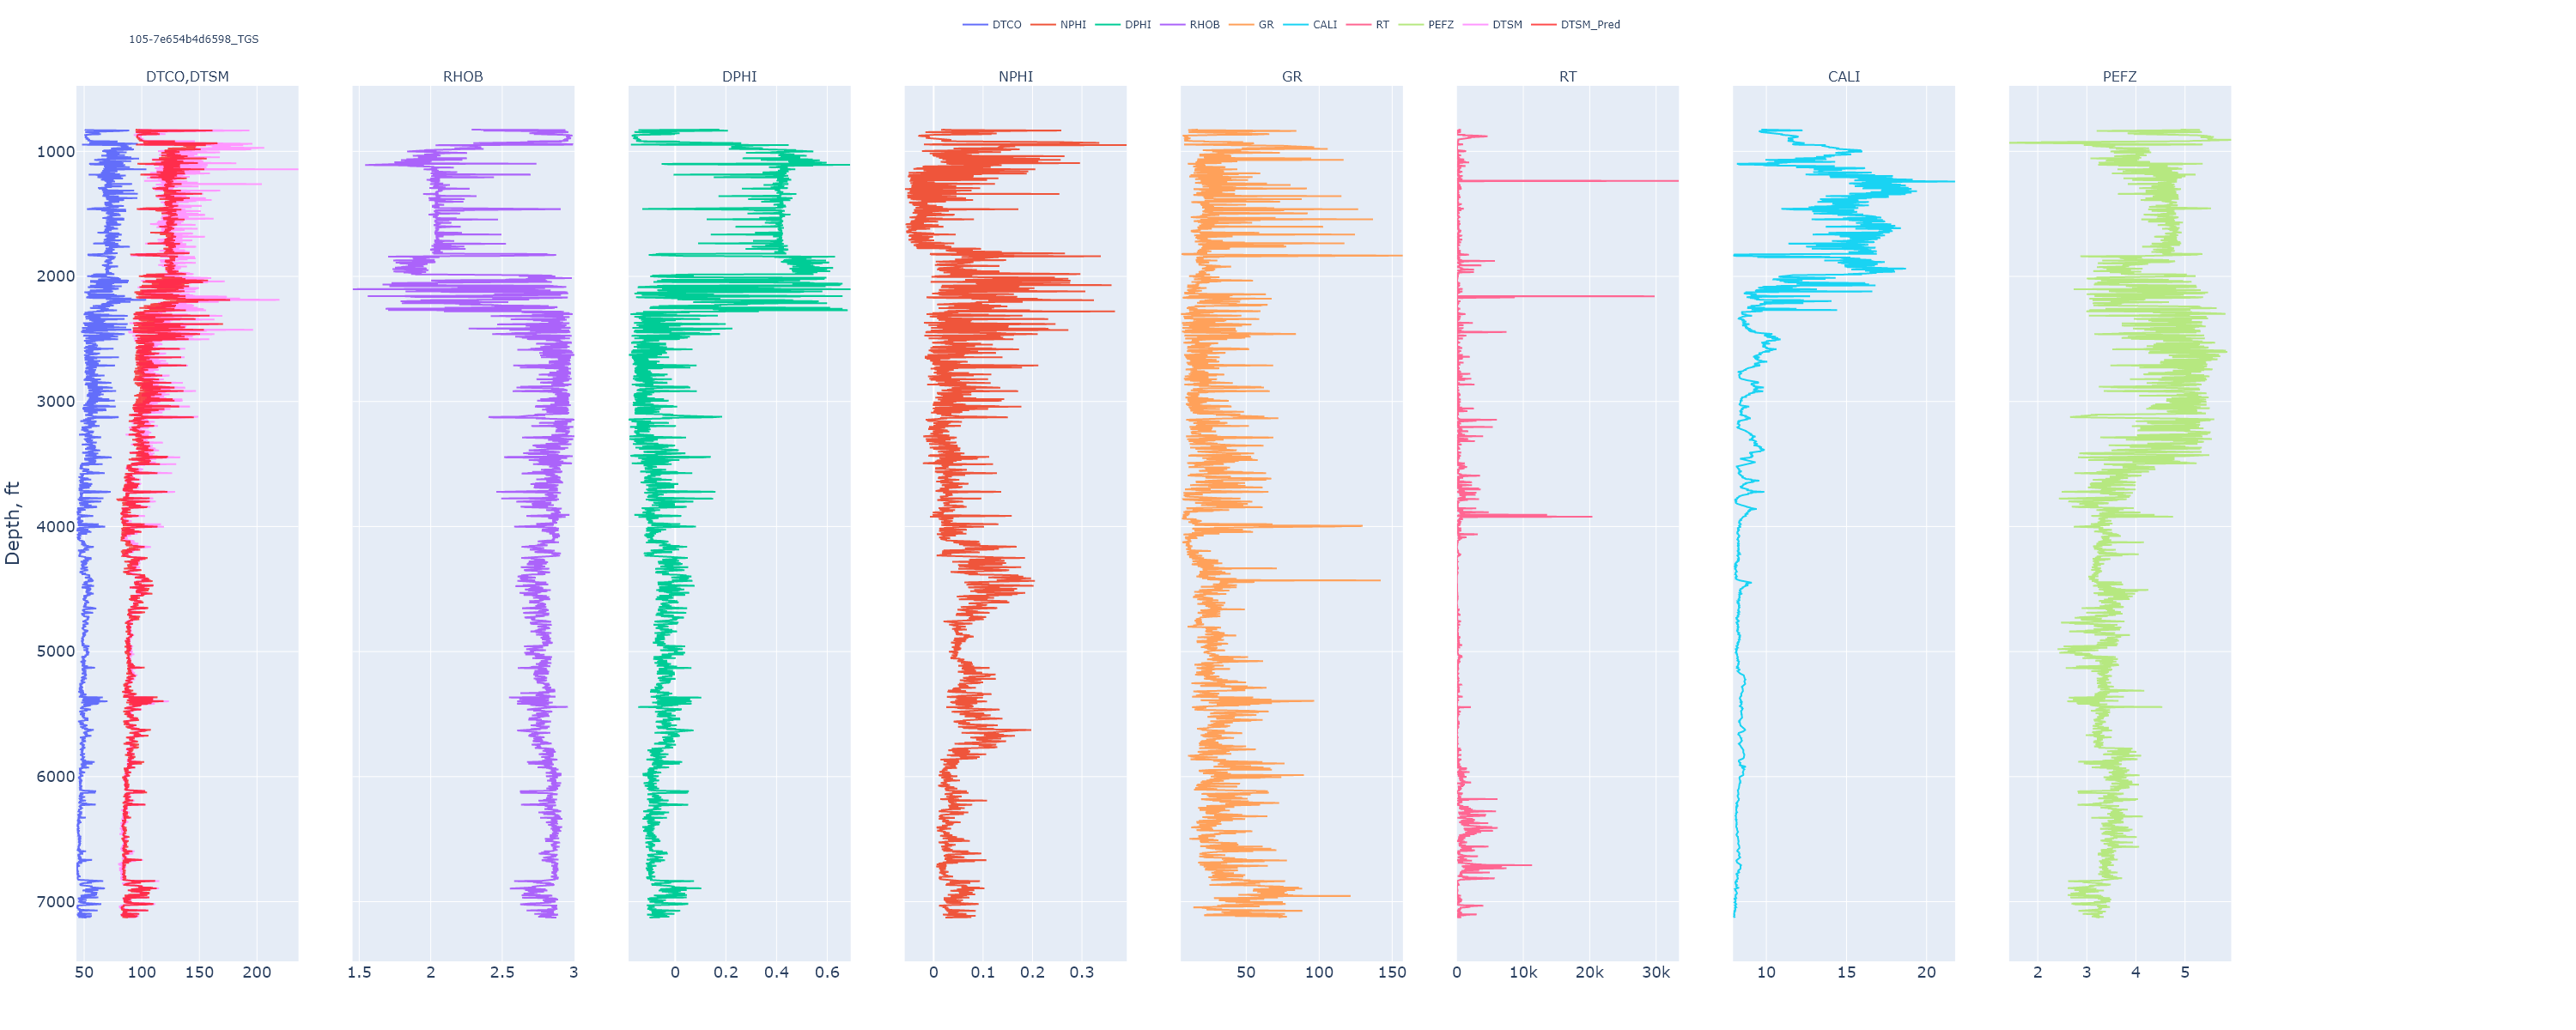 DTCO NPHI DPHI RHOB GR CALI RT PEFZ DTSM DTSM_Pred
105-7e654b4d6598_TGS
DTCO,DTSM RHOB DPHI NPHI GR RT CALI PEFZ
Depth, ft
1000
2000
3000
4000
5000
6000
7000
50 100 150 200 1.5 2 2.5 3 0 0.2 0.4 0.6 0 0.1 0.2 0.3 50 100 150 0 10k 20k 30k 10 15 20 2 3 4 5